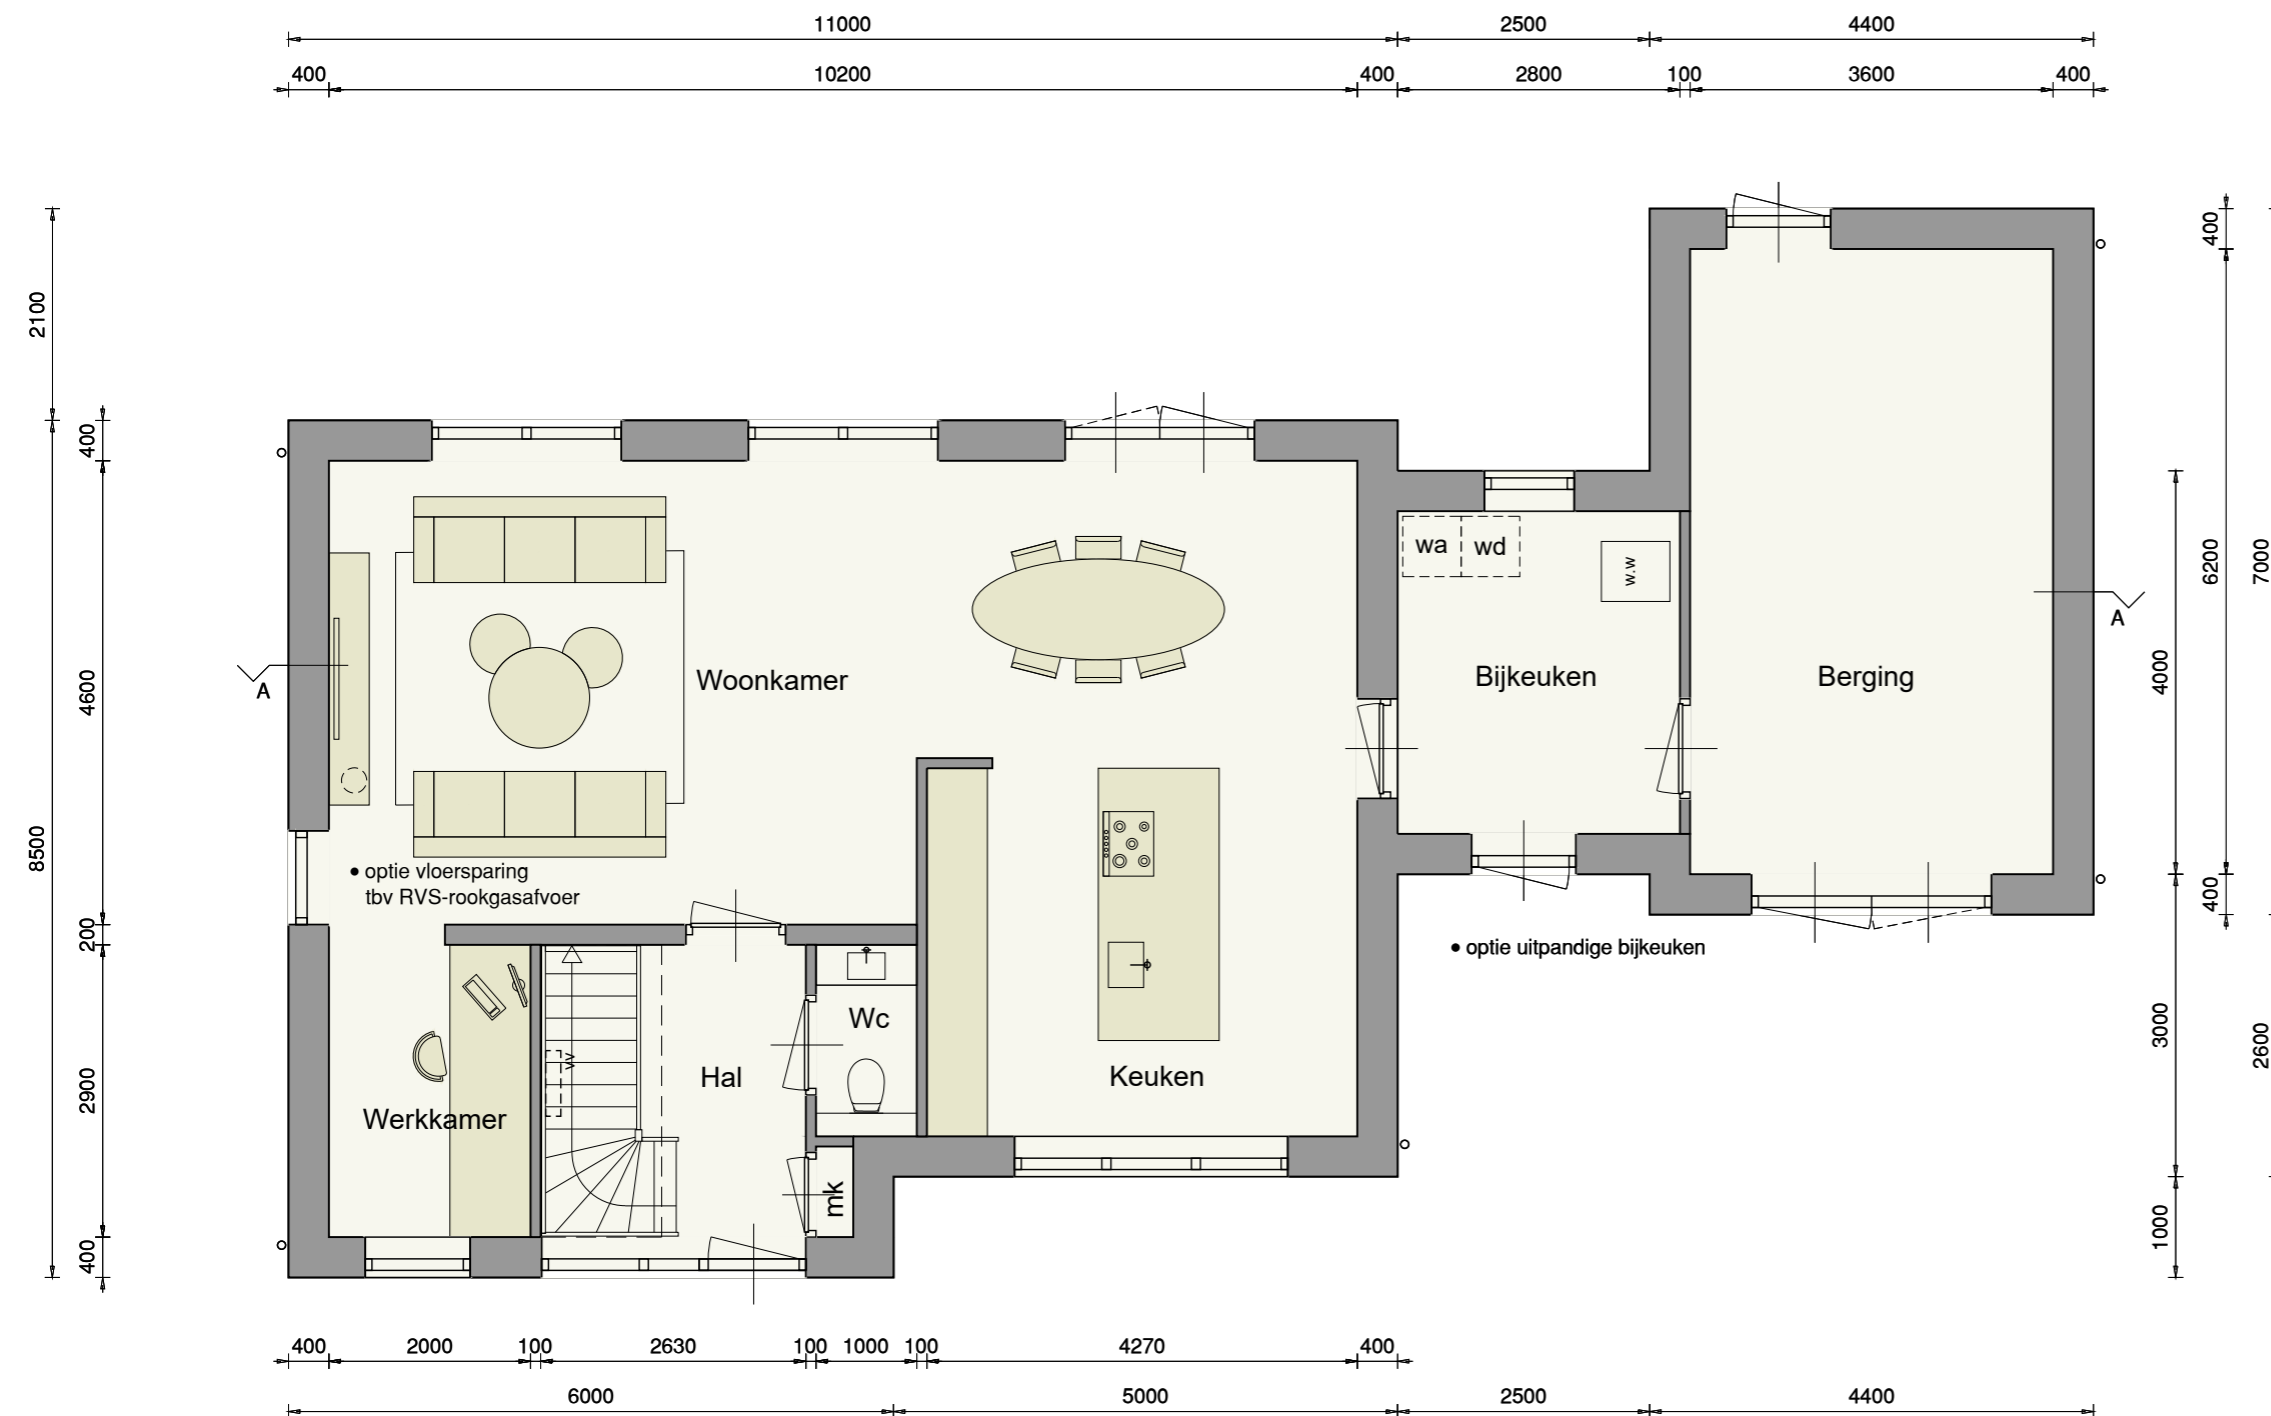 11000 2500 4400
400 10200 400 2800 100 3600 400
400
2100
400
wa wd
w.w
6200
7000
4600
Woonkamer
Bijkeuken
Berging
4000
A
A
8500
• optie vloersparing
tbv RVS-rookgasafvoer
400
200
• optie uitpandige bijkeuken
Wc
3000
2600
vv
Hal
Keuken
2900
Werkkamer
mk
1000
400
400 2000 100 2630 100 1000 100 4270 400
6000 5000 2500 4400